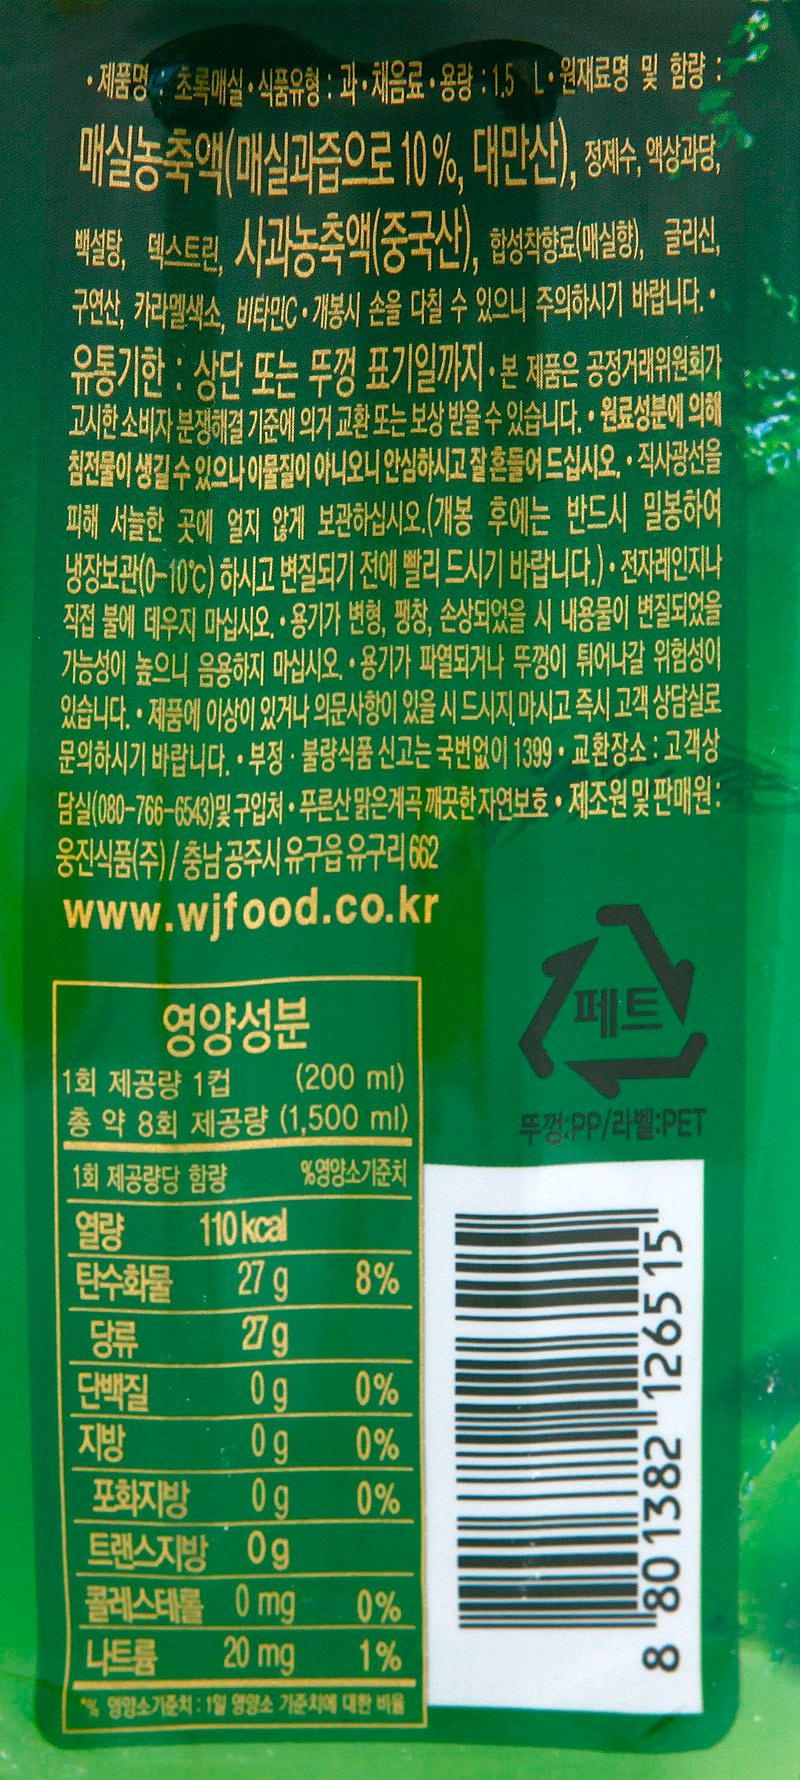 • 제품명 : 초록매실 • 식품유형 : 과 • 채음료 • 용량 : 1.5 L • 원재료명 및 함량 :
매실농축액(매실과즙으로 10%, 대만산), 정제수, 액상과당,
백설탕, 덱스트린, 사과농축액(중국산), 합성착향료(매실향), 글리신,
구연산, 카라멜색소, 비타민C • 개봉시 손을 다칠 수 있으니 주의하시기 바랍니다. •
유통기한 : 상단 또는 뚜껑 표기일까지 • 본 제품은 공정거래위원회가
고시한 소비자 분쟁해결 기준에 의거 교환 또는 보상 받을 수 있습니다. • 원료성분에 의해
침전물이 생길 수 있으나 이물질이 아니오니 안심하시고 잘 흔들어 드십시오. • 직사광선을
피해 서늘한 곳에 얼지 않게 보관하십시오.(개봉 후에는 반드시 밀봉하여
냉장보관(0~10℃) 하시고 변질되기 전에 빨리 드시기 바랍니다.) • 전자레인지나
직접 불에 데우지 마십시오. • 용기가 변형, 팽창, 손상되었을 시 내용물이 변질되었을
가능성이 높으니 음용하지 마십시오. • 용기가 파열되거나 뚜껑이 튀어나갈 위험성이
있습니다. • 제품에 이상이 있거나 의문사항이 있을 시 드시지 마시고 즉시 고객 상담실로
문의하시기 바랍니다. • 부정 · 불량식품 신고는 국번없이 1399 • 교환장소 : 고객상
담실(080-766-6543)및 구입처 • 푸른산 맑은계곡 깨끗한 자연보호 • 제조원 및 판매원 :
웅진식품(주) / 충남 공주시 유구읍 유구리 662
www.wjfood.co.kr
페트
뚜껑:PP/라벨:PET
영양성분
1회 제공량 1컵 (200 ml)
총 약 8회 제공량 (1,500 ml)
1회 제공량당 함량 %영양소기준치
열량 110 kcal
탄수화물 27 g 8%
당류 27 g
단백질 0 g 0%
지방 0 g 0%
포화지방 0 g 0%
트랜스지방 0 g
콜레스테롤 0 mg 0%
나트륨 20 mg 1%
*% 영양소기준치 : 1일 영양소 기준치에 대한 비율
8 801382 126515